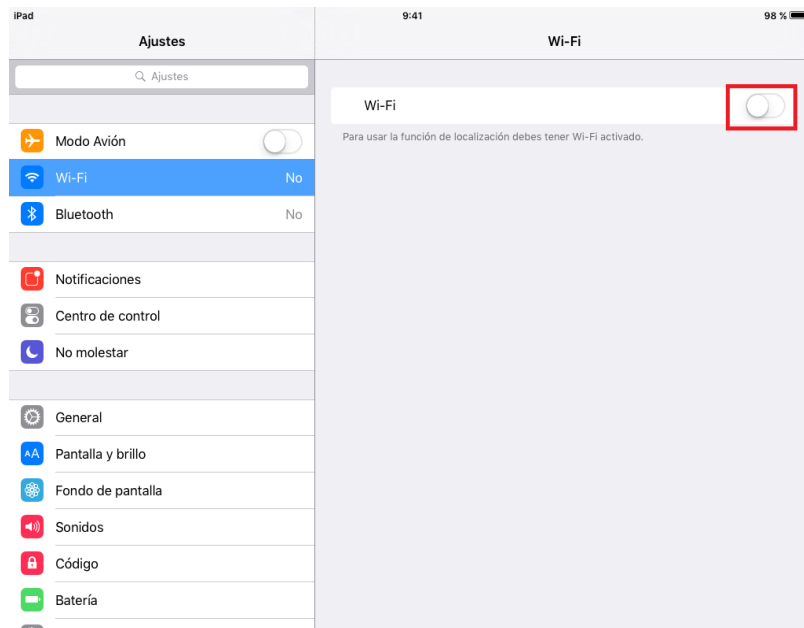 iPad 9:41 98 %
Ajustes
Wi-Fi
Ajustes
Modo Avión
Wi-Fi No
Bluetooth No
Notificaciones
Centro de control
No molestar
General
AA Pantalla y brillo
Fondo de pantalla
Sonidos
Código
Batería
Wi-Fi
Para usar la función de localización debes tener Wi-Fi activado.